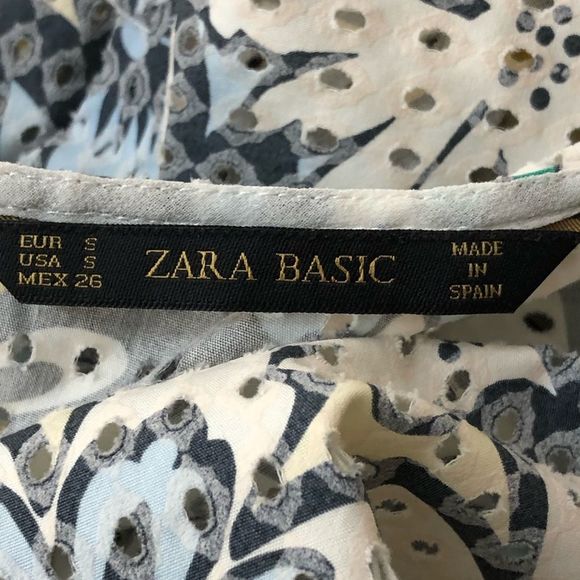 EUR S
USA S
MEX 26
ZARA BASIC
MADE
IN
SPAIN